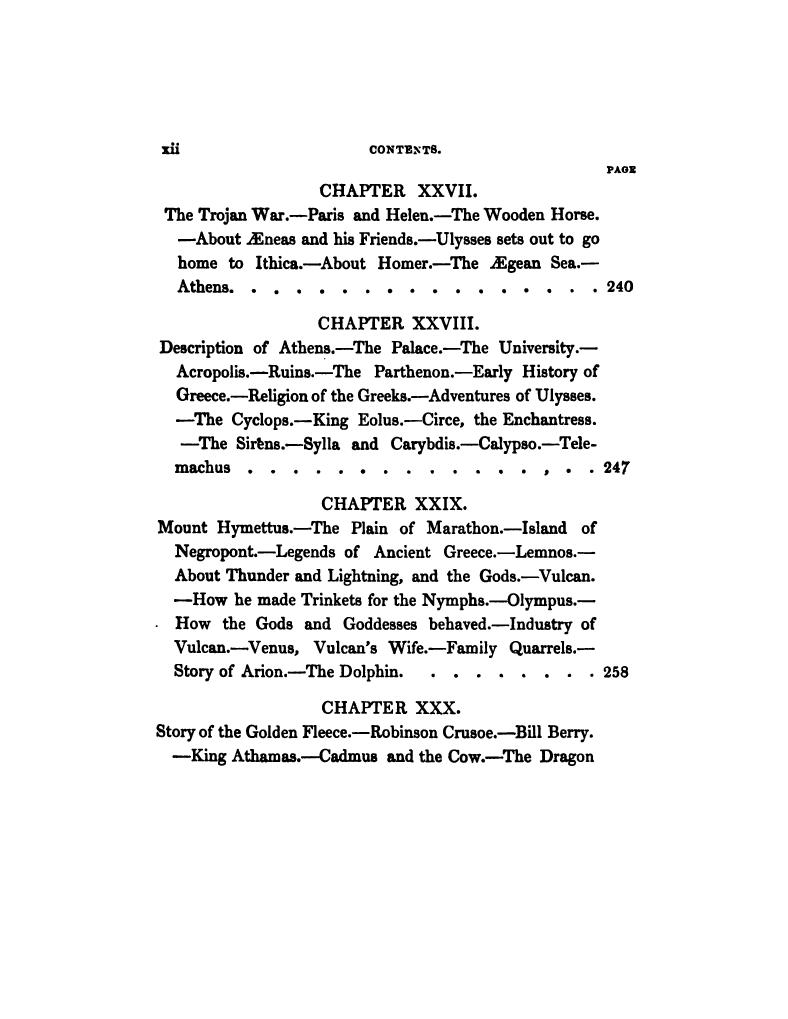 xii CONTENTS.
PAGE
CHAPTER XXVII.
The Trojan War.—Paris and Helen.—The Wooden Horse.
—About Æneas and his Friends.—Ulysses sets out to go
home to Ithica.—About Homer.—The Ægean Sea.—
Athens. . . . . . . . . . . . . . . . . 240
CHAPTER XXVIII.
Description of Athens.—The Palace.—The University.—
Acropolis.—Ruins.—The Parthenon.—Early History of
Greece.—Religion of the Greeks.—Adventures of Ulysses.
—The Cyclops.—King Eolus.—Circe, the Enchantress.
—The Sirens.—Sylla and Carybdis.—Calypso.—Tele-
machus . . . . . . . . . . . . . . . . 247
CHAPTER XXIX.
Mount Hymettus.—The Plain of Marathon.—Island of
Negropont.—Legends of Ancient Greece.—Lemnos.—
About Thunder and Lightning, and the Gods.—Vulcan.
—How he made Trinkets for the Nymphs.—Olympus.—
How the Gods and Goddesses behaved.—Industry of
Vulcan.—Venus, Vulcan's Wife.—Family Quarrels.—
Story of Arion.—The Dolphin. . . . . . . . . 258
CHAPTER XXX.
Story of the Golden Fleece.—Robinson Crusoe.—Bill Berry.
—King Athamas.—Cadmus and the Cow.—The Dragon